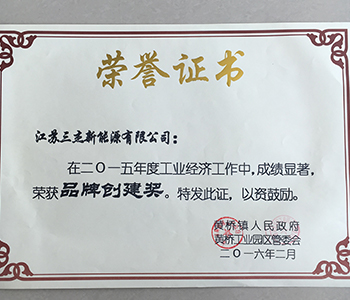 荣誉证书
江苏三杰新能源有限公司：
在二〇一五年度工业经济工作中，成绩显著，
荣获品牌创建奖。特发此证，以资鼓励。
黄桥镇人民政府
黄桥工业园区管委会
二〇一六年二月